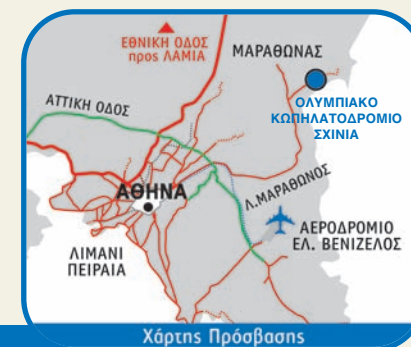 ΕΘΝΙΚΗ ΟΔΟΣ
προς ΛΑΜΙΑ
ΜΑΡΑΘΩΝΑΣ
ΑΤΤΙΚΗ ΟΔΟΣ
ΟΛΥΜΠΙΑΚΟ
ΚΩΠΗΛΑΤΟΔΡΟΜΙΟ
ΣΧΙΝΙΑ
ΑΘΗΝΑ
Λ.ΜΑΡΑΘΩΝΟΣ
ΑΕΡΟΔΡΟΜΙΟ
ΕΛ. ΒΕΝΙΖΕΛΟΣ
ΛΙΜΑΝΙ
ΠΕΙΡΑΙΑ
Χάρτης Πρόσβασης